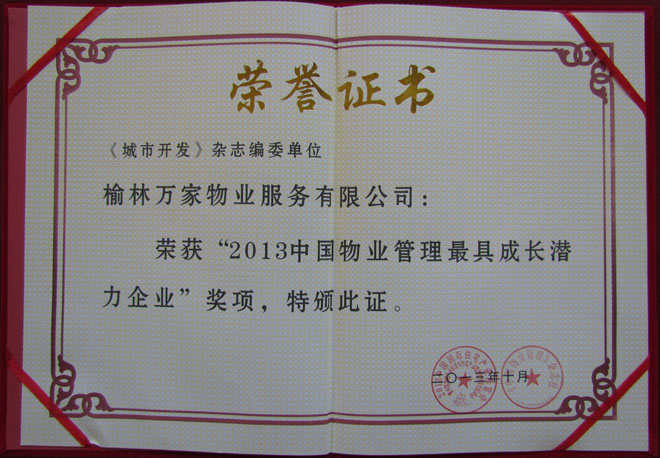 荣誉证书
《城市开发》杂志编委单位
榆林万家物业服务有限公司：
荣获“2013中国物业管理最具成长潜
力企业”奖项，特颁此证。
二〇一三年十月